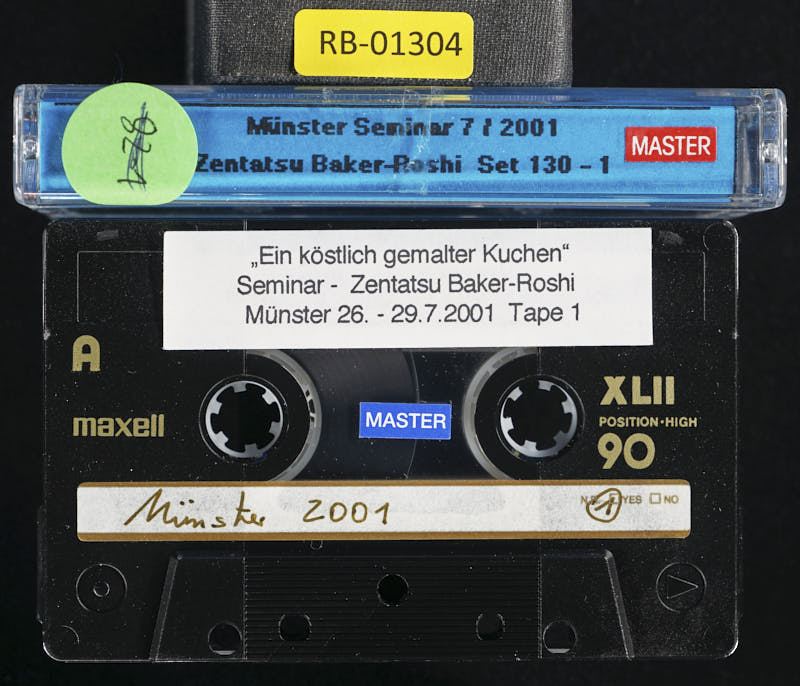 RB-01304
Münster Seminar 7 / 2001
MASTER
Zentatsu Baker-Roshi Set 130 - 1
„Ein köstlich gemalter Kuchen“
Seminar - Zentatsu Baker-Roshi
Münster 26. - 29.7.2001 Tape 1
A
maxell
MASTER
XLII
POSITION·HIGH
90
Münster 2001
1
YES NO